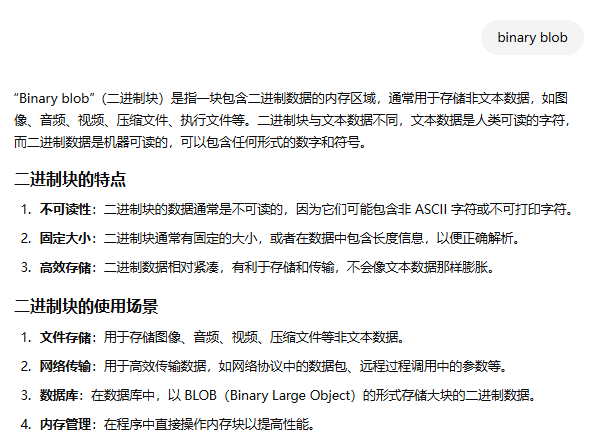 binary blob
“Binary blob”（二进制块）是指一块包含二进制数据的内存区域，通常用于存储非文本数据，如图
像、音频、视频、压缩文件、执行文件等。二进制块与文本数据不同，文本数据是人类可读的字符，
而二进制数据是机器可读的，可以包含任何形式的数字和符号。
二进制块的特点
1. 不可读性：二进制块的数据通常是不可读的，因为它们可能包含非 ASCII 字符或不可打印字符。
2. 固定大小：二进制块通常有固定的大小，或者在数据中包含长度信息，以便正确解析。
3. 高效存储：二进制数据相对紧凑，有利于存储和传输，不会像文本数据那样膨胀。
二进制块的使用场景
1. 文件存储：用于存储图像、音频、视频、压缩文件等非文本数据。
2. 网络传输：用于高效传输数据，如网络协议中的数据包、远程过程调用中的参数等。
3. 数据库：在数据库中，以 BLOB（Binary Large Object）的形式存储大块的二进制数据。
4. 内存管理：在程序中直接操作内存块以提高性能。